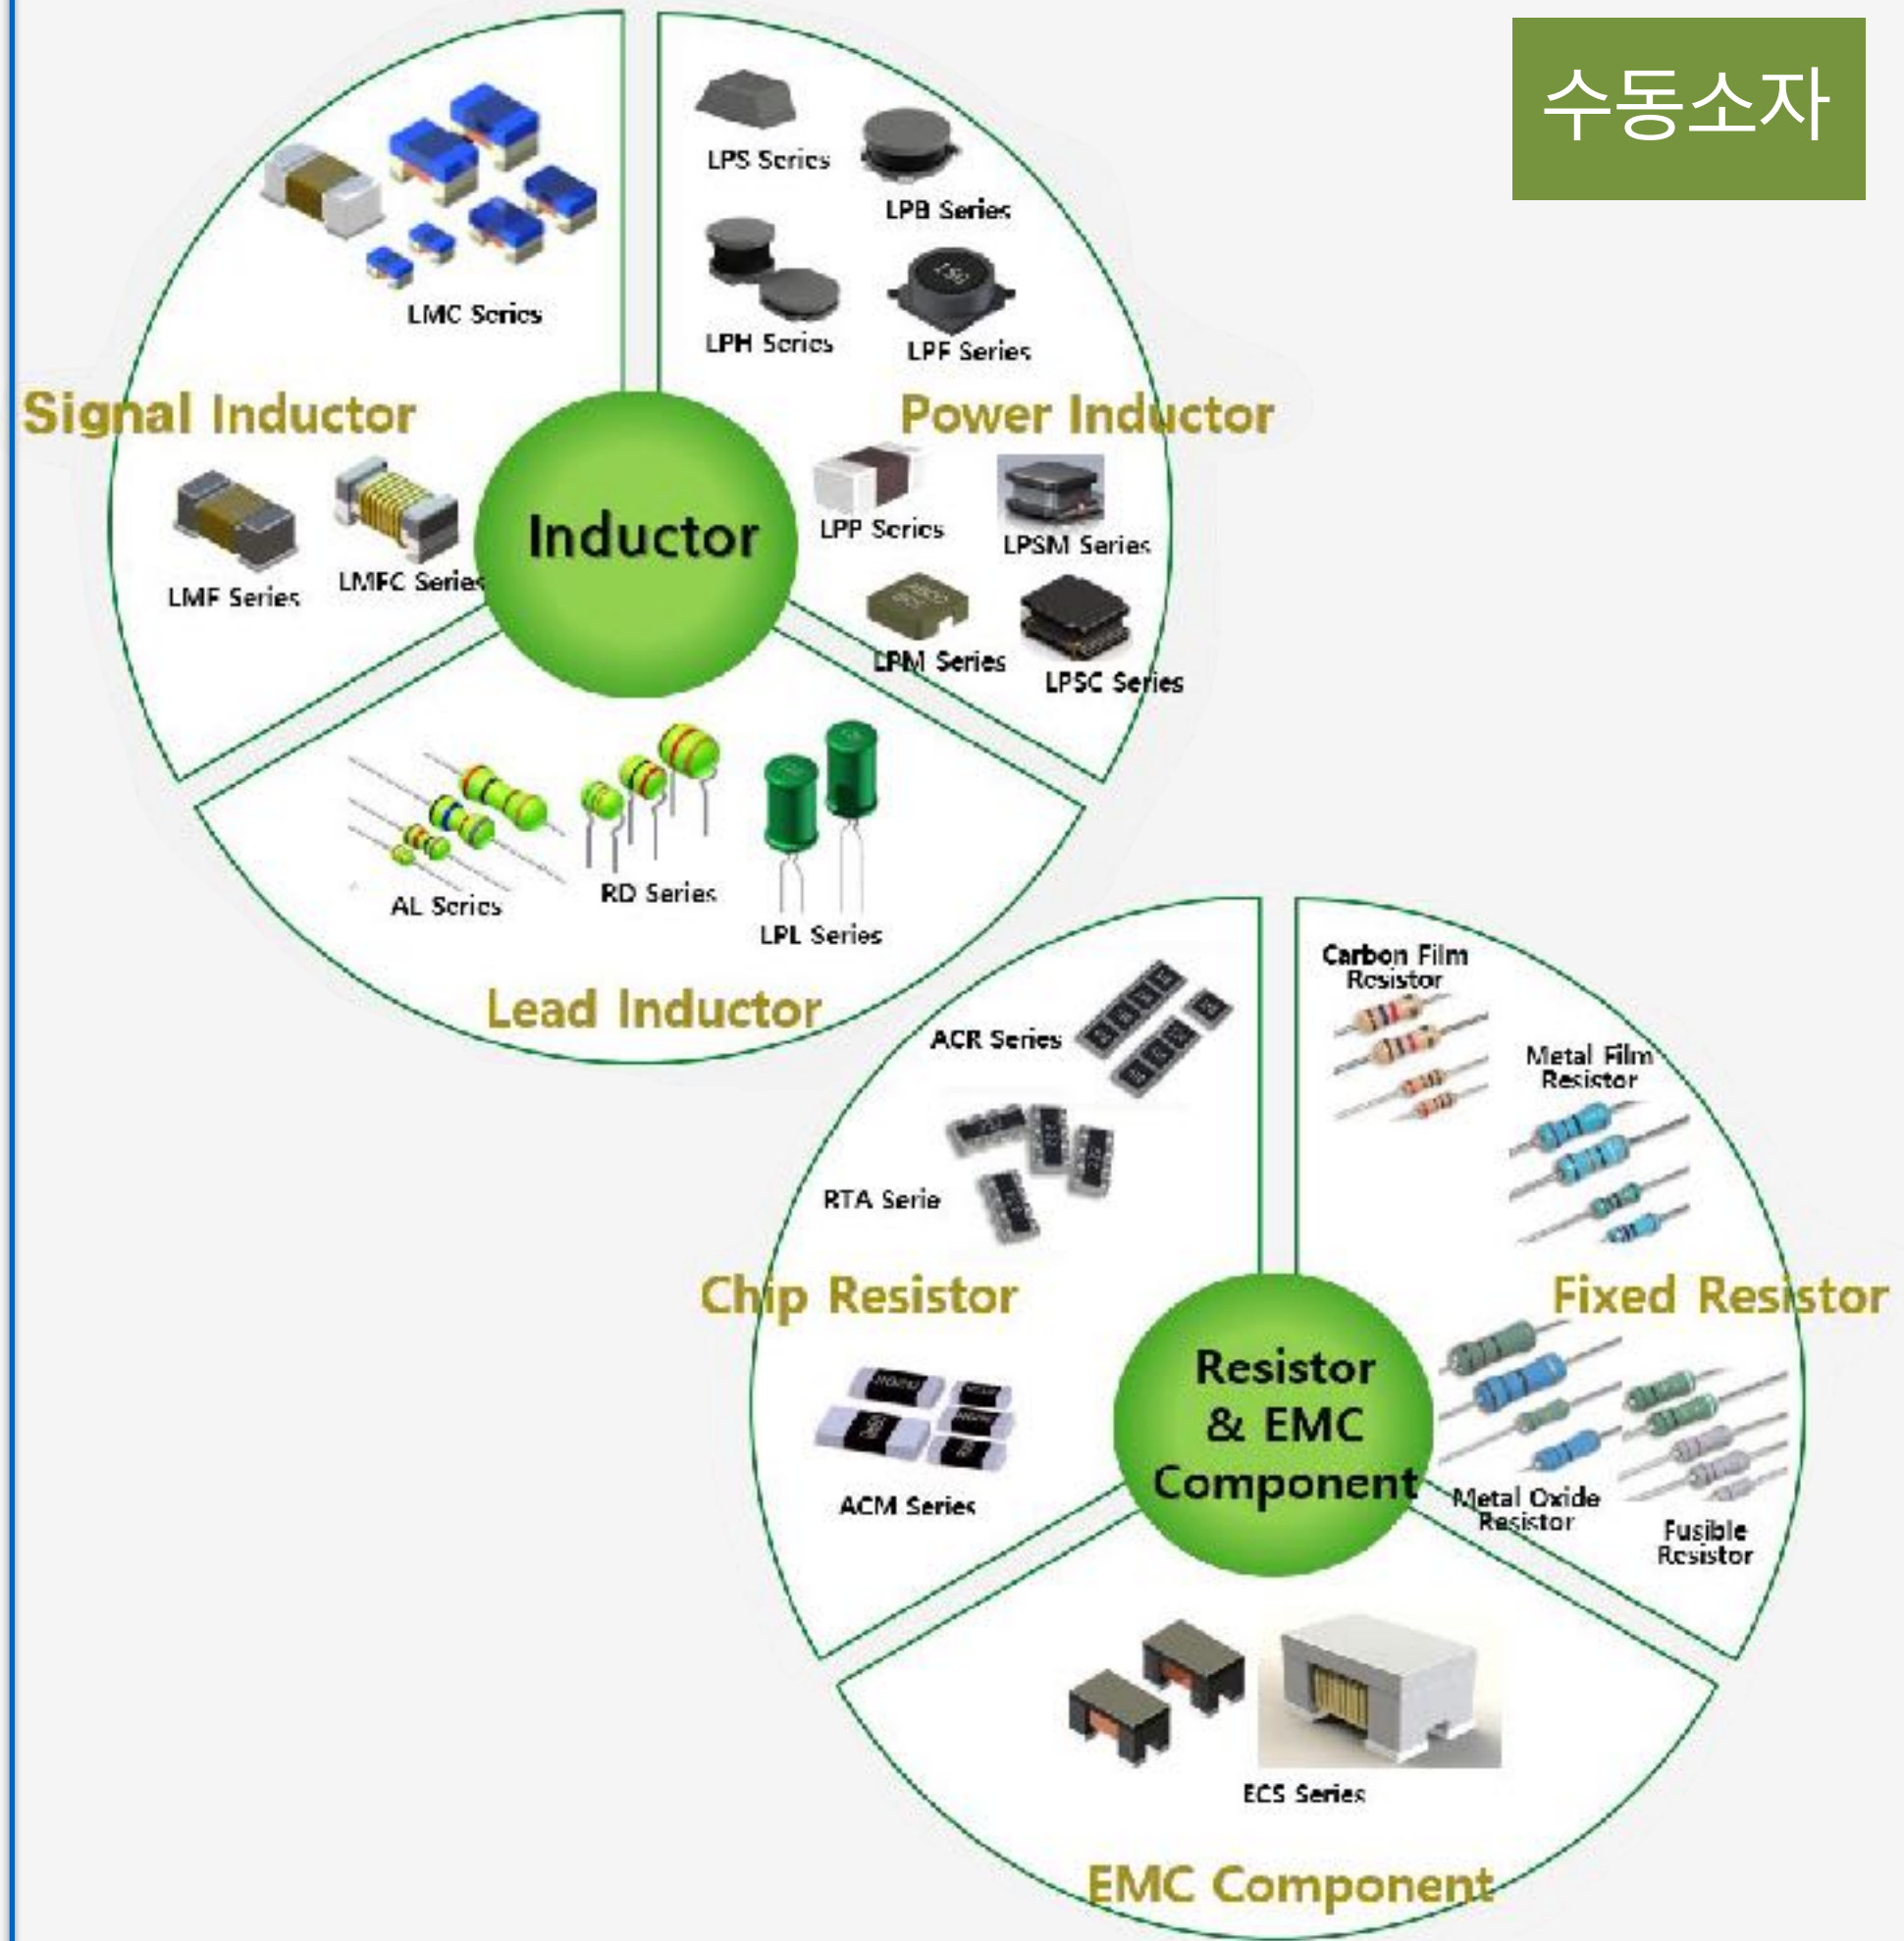 수동소자
LMC Series
Signal Inductor
LMF Series
LMFC Series
LPS Series
LPB Series
LPH Series
LPF Series
Power Inductor
LPP Series
LPSM Series
LPM Series
LPSC Series
Inductor
AL Series
RD Series
LPL Series
Lead Inductor
ACR Series
RTA Serie
Chip Resistor
ACM Series
Carbon Film
Resistor
Metal Film
Resistor
Fixed Resistor
Metal Oxide
Resistor
Fusible
Resistor
Resistor
& EMC
Component
ECS Series
EMC Component